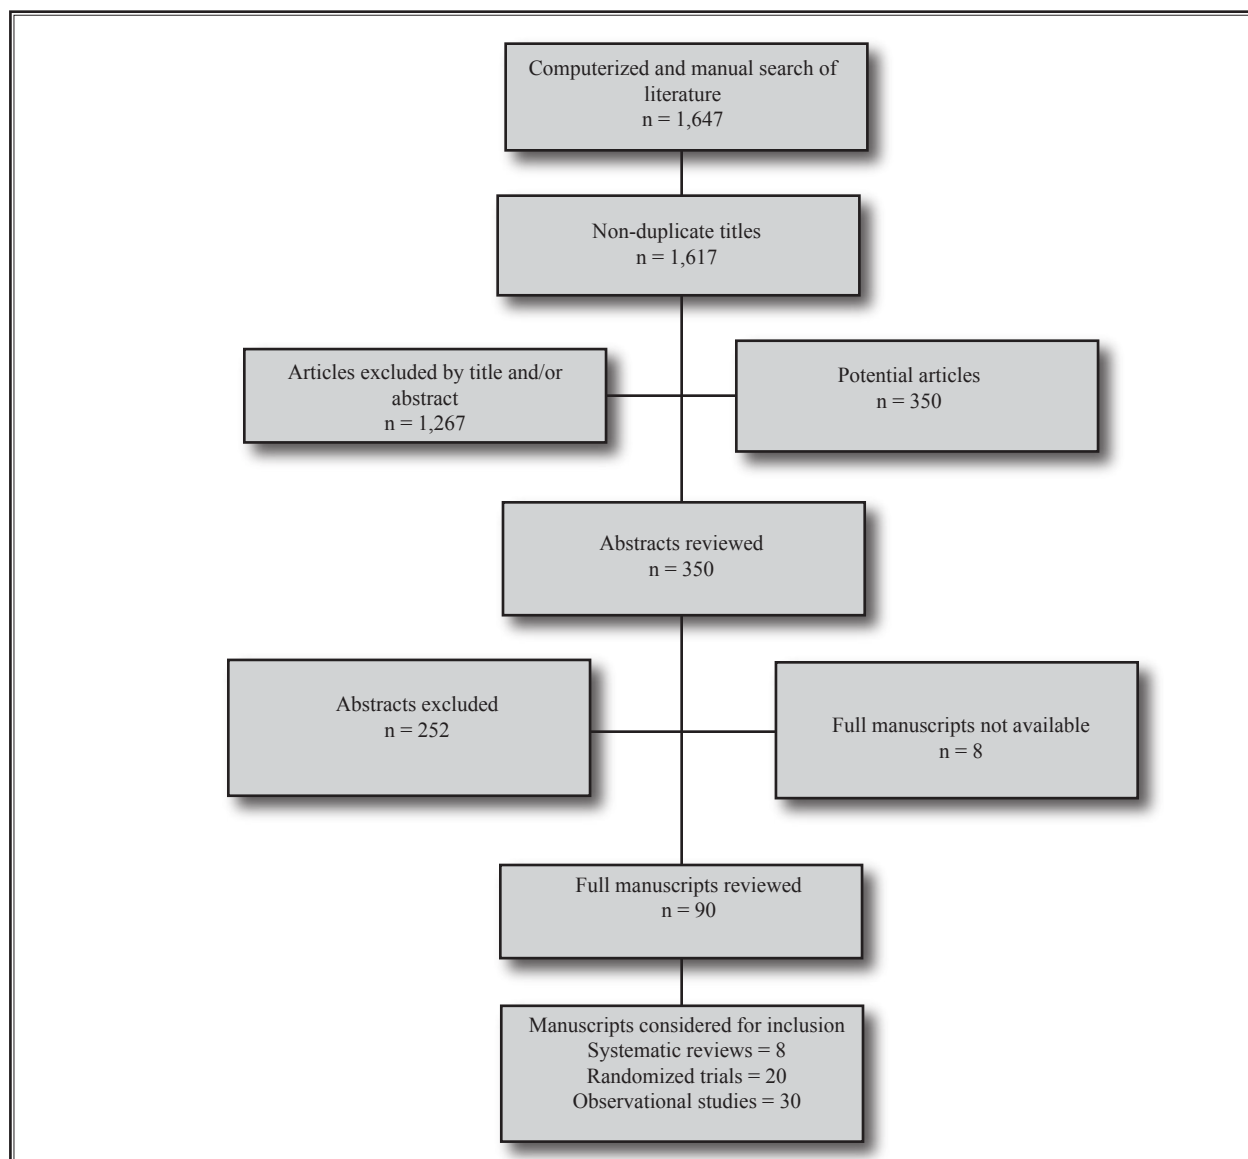 Computerized and manual search of
literature
n = 1,647
Non-duplicate titles
n = 1,617
Articles excluded by title and/or
abstract
n = 1,267
Potential articles
n = 350
Abstracts reviewed
n = 350
Abstracts excluded
n = 252
Full manuscripts not available
n = 8
Full manuscripts reviewed
n = 90
Manuscripts considered for inclusion
Systematic reviews = 8
Randomized trials = 20
Observational studies = 30